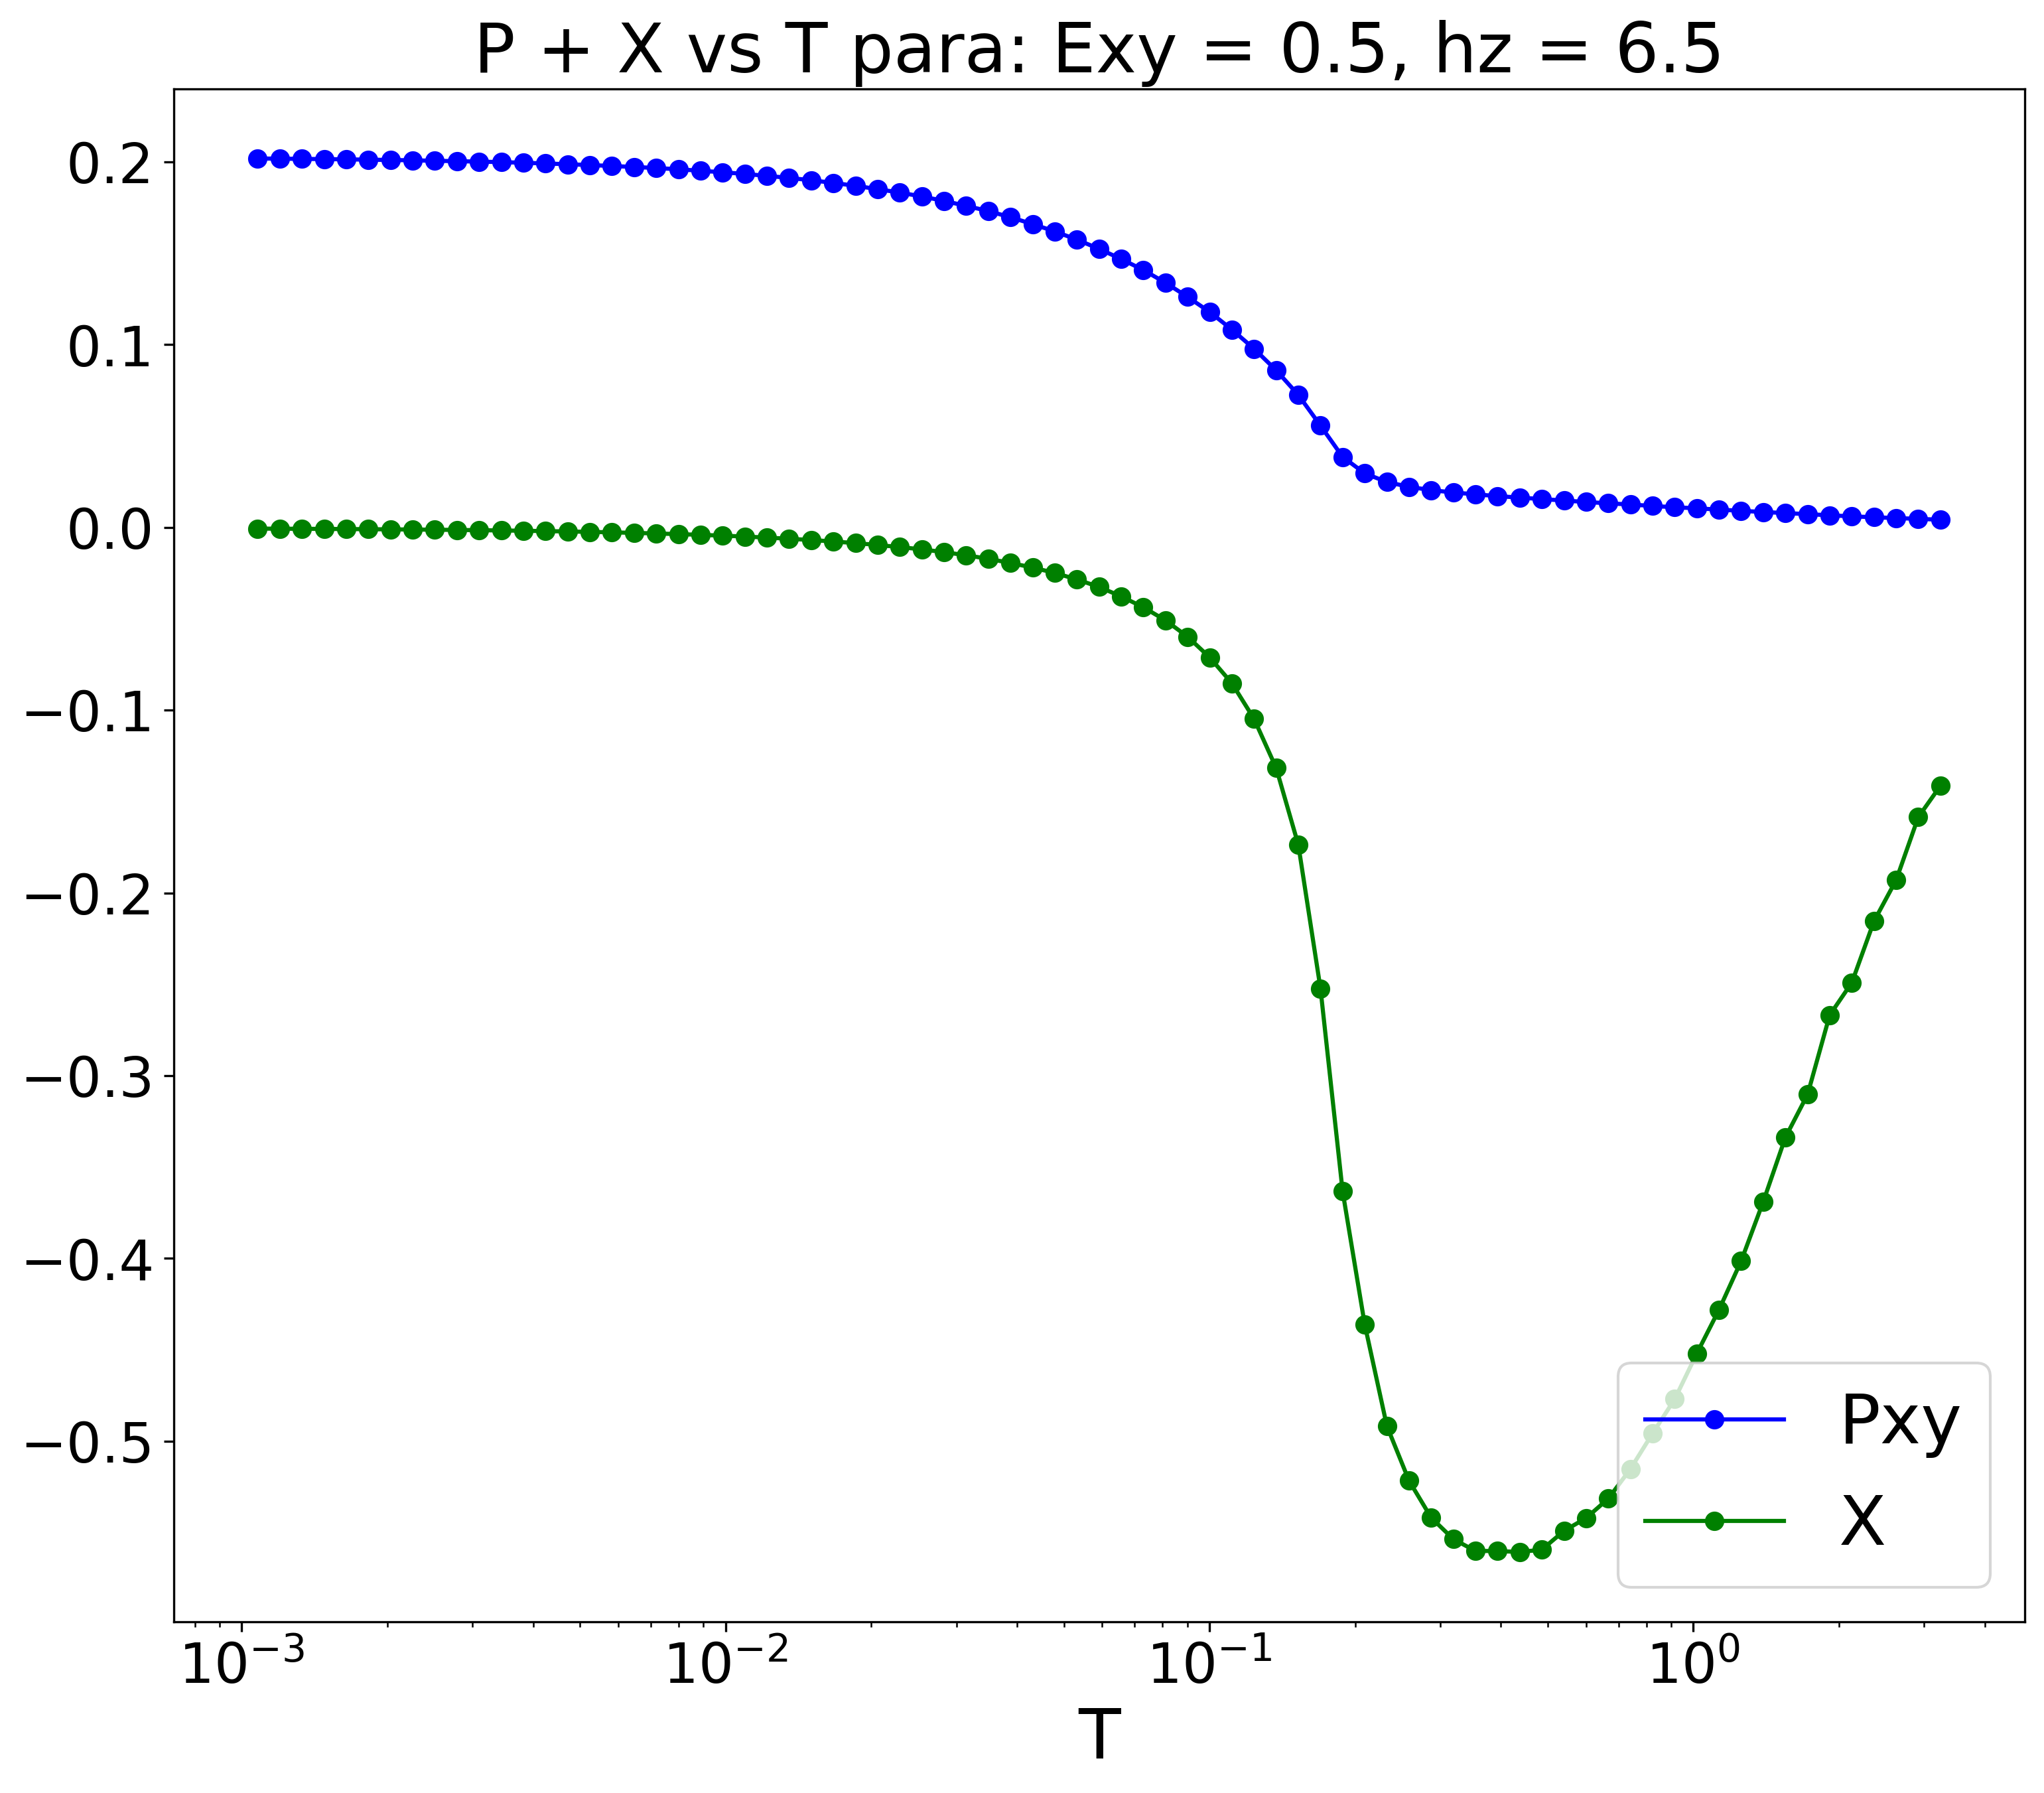 P + X vs T para: Exy = 0.5, hz = 6.5
0.2
0.1
0.0
−0.1
−0.2
−0.3
−0.4
−0.5
Pxy
X
10⁻³ 10⁻² 10⁻¹ 10⁰
T